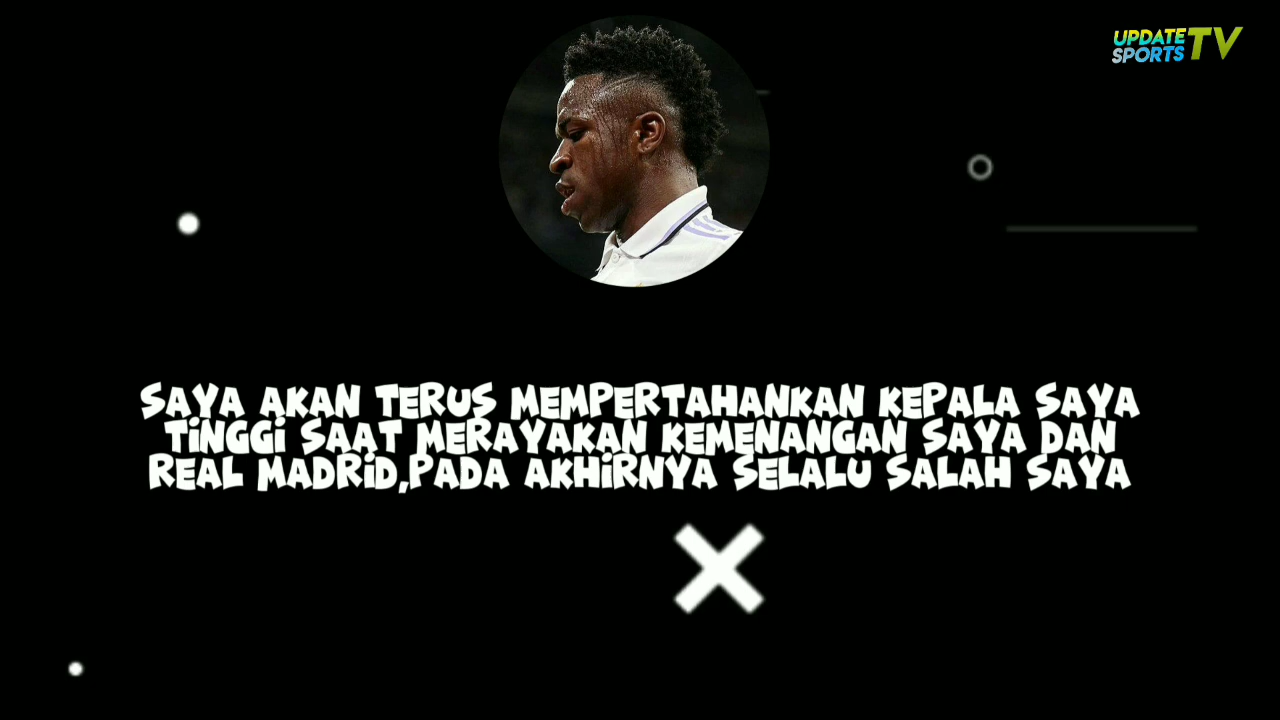 UPDATE
SPORTS TV
SAYA AKAN TERUS MEMPERTAHANKAN KEPALA SAYA
TiNGGi SAAT MERAYAKAN KEMENANGAN SAYA DAN
REAL MADRiD,PADA AKHiRNYA SELALU SALAH SAYA